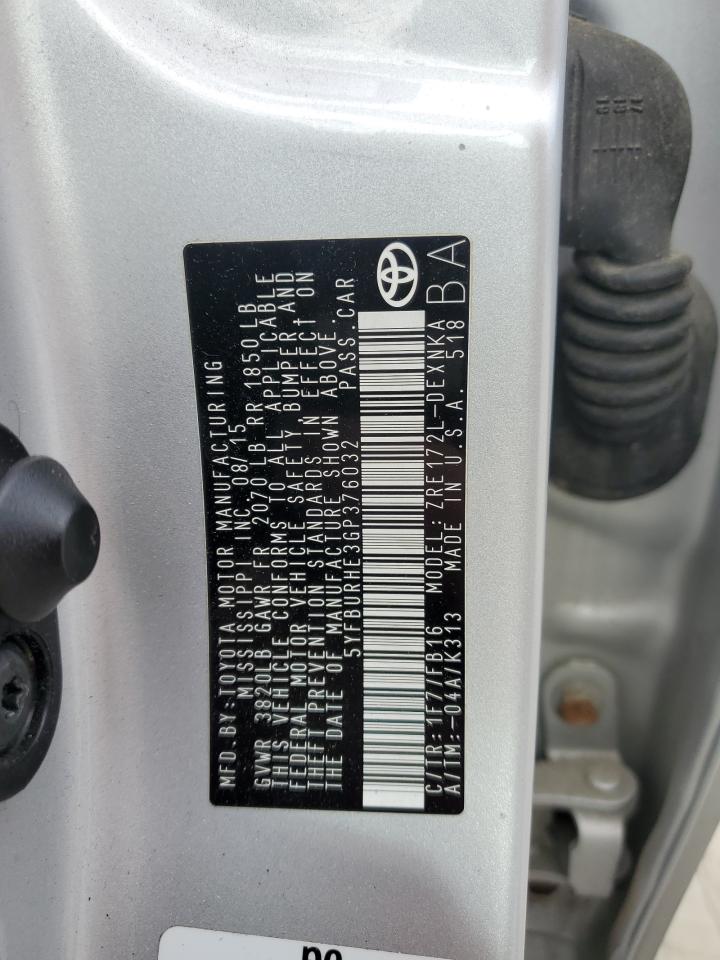 MFD.BY:TOYOTA MOTOR MANUFACTURING
MISSISSIPPI INC. 08/15
GVWR 3820LB GAWR FR 2070 LB RR 1850 LB
THIS VEHICLE CONFORMS TO ALL APPLICABLE
FEDERAL MOTOR VEHICLE SAFETY, BUMPER AND
THEFT PREVENTION STANDARDS IN EFFECT ON
THE DATE OF MANUFACTURE SHOWN ABOVE.
5YFBURHE3GP376032 PASS.CAR
C/TR:1F7/FB16 MODEL:ZRE172L-DEXNKA
A/TM:-04A/K313 MADE IN U.S.A. 518
BA